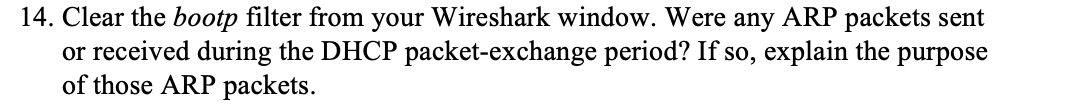 14. Clear the bootp filter from your Wireshark window. Were any ARP packets sent
or received during the DHCP packet-exchange period? If so, explain the purpose
of those ARP packets.